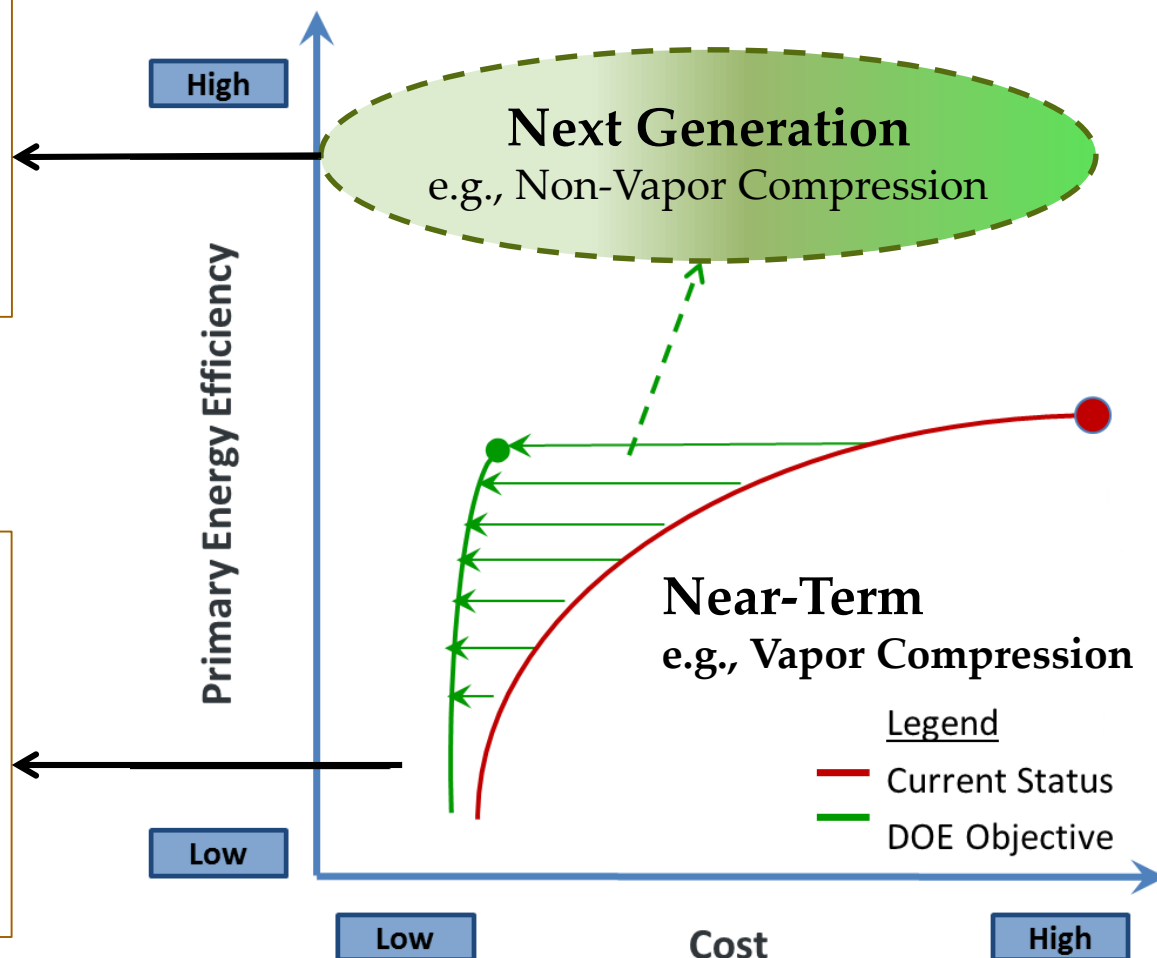 High
Next Generation
e.g., Non-Vapor Compression
Primary Energy Efficiency
Near-Term
e.g., Vapor Compression
Legend
Current Status
DOE Objective
Low
Low
Cost
High